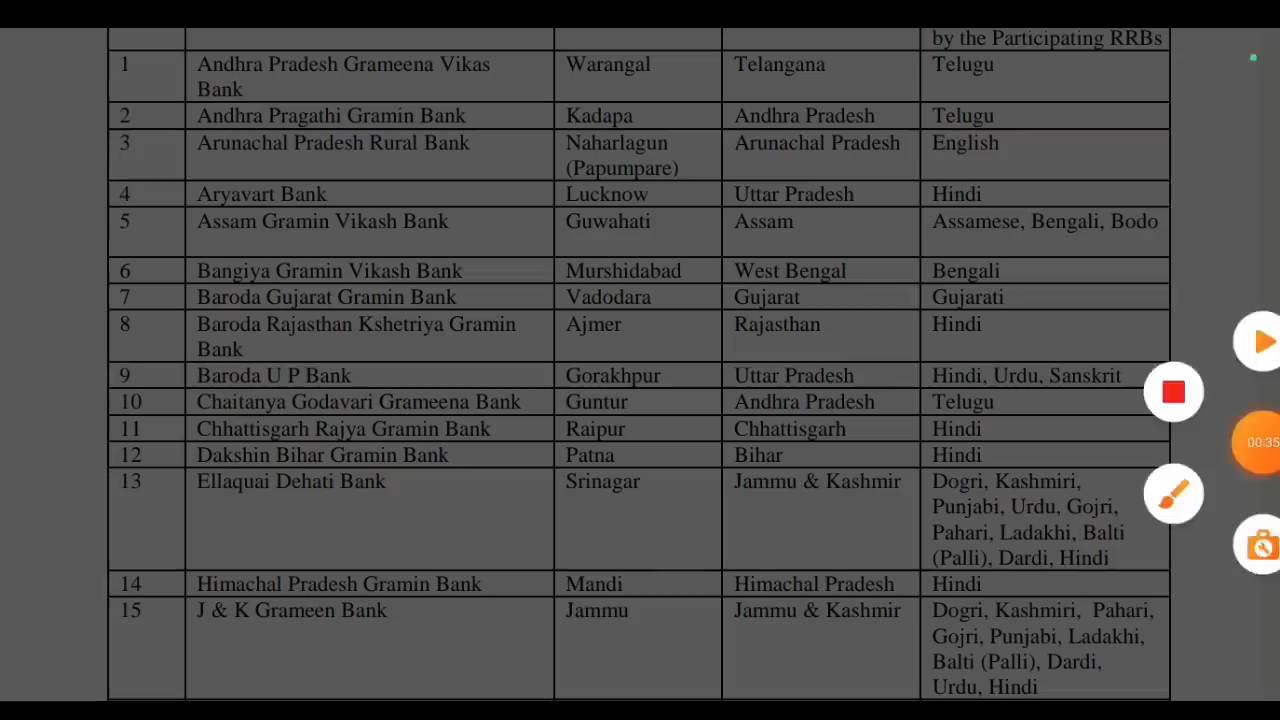 by the Participating RRBs
1 Andhra Pradesh Grameena Vikas Bank Warangal Telangana Telugu
2 Andhra Pragathi Gramin Bank Kadapa Andhra Pradesh Telugu
3 Arunachal Pradesh Rural Bank Naharlagun (Papumpare) Arunachal Pradesh English
4 Aryavart Bank Lucknow Uttar Pradesh Hindi
5 Assam Gramin Vikash Bank Guwahati Assam Assamese, Bengali, Bodo
6 Bangiya Gramin Vikash Bank Murshidabad West Bengal Bengali
7 Baroda Gujarat Gramin Bank Vadodara Gujarat Gujarati
8 Baroda Rajasthan Kshetriya Gramin Bank Ajmer Rajasthan Hindi
9 Baroda U P Bank Gorakhpur Uttar Pradesh Hindi, Urdu, Sanskrit
10 Chaitanya Godavari Grameena Bank Guntur Andhra Pradesh Telugu
11 Chhattisgarh Rajya Gramin Bank Raipur Chhattisgarh Hindi
12 Dakshin Bihar Gramin Bank Patna Bihar Hindi
13 Ellaquai Dehati Bank Srinagar Jammu & Kashmir Dogri, Kashmiri,
Punjabi, Urdu, Gojri,
Pahari, Ladakhi, Balti
(Palli), Dardi, Hindi
14 Himachal Pradesh Gramin Bank Mandi Himachal Pradesh Hindi
15 J & K Grameen Bank Jammu Jammu & Kashmir Dogri, Kashmiri, Pahari,
Gojri, Punjabi, Ladakhi,
Balti (Palli), Dardi,
Urdu, Hindi
00:35